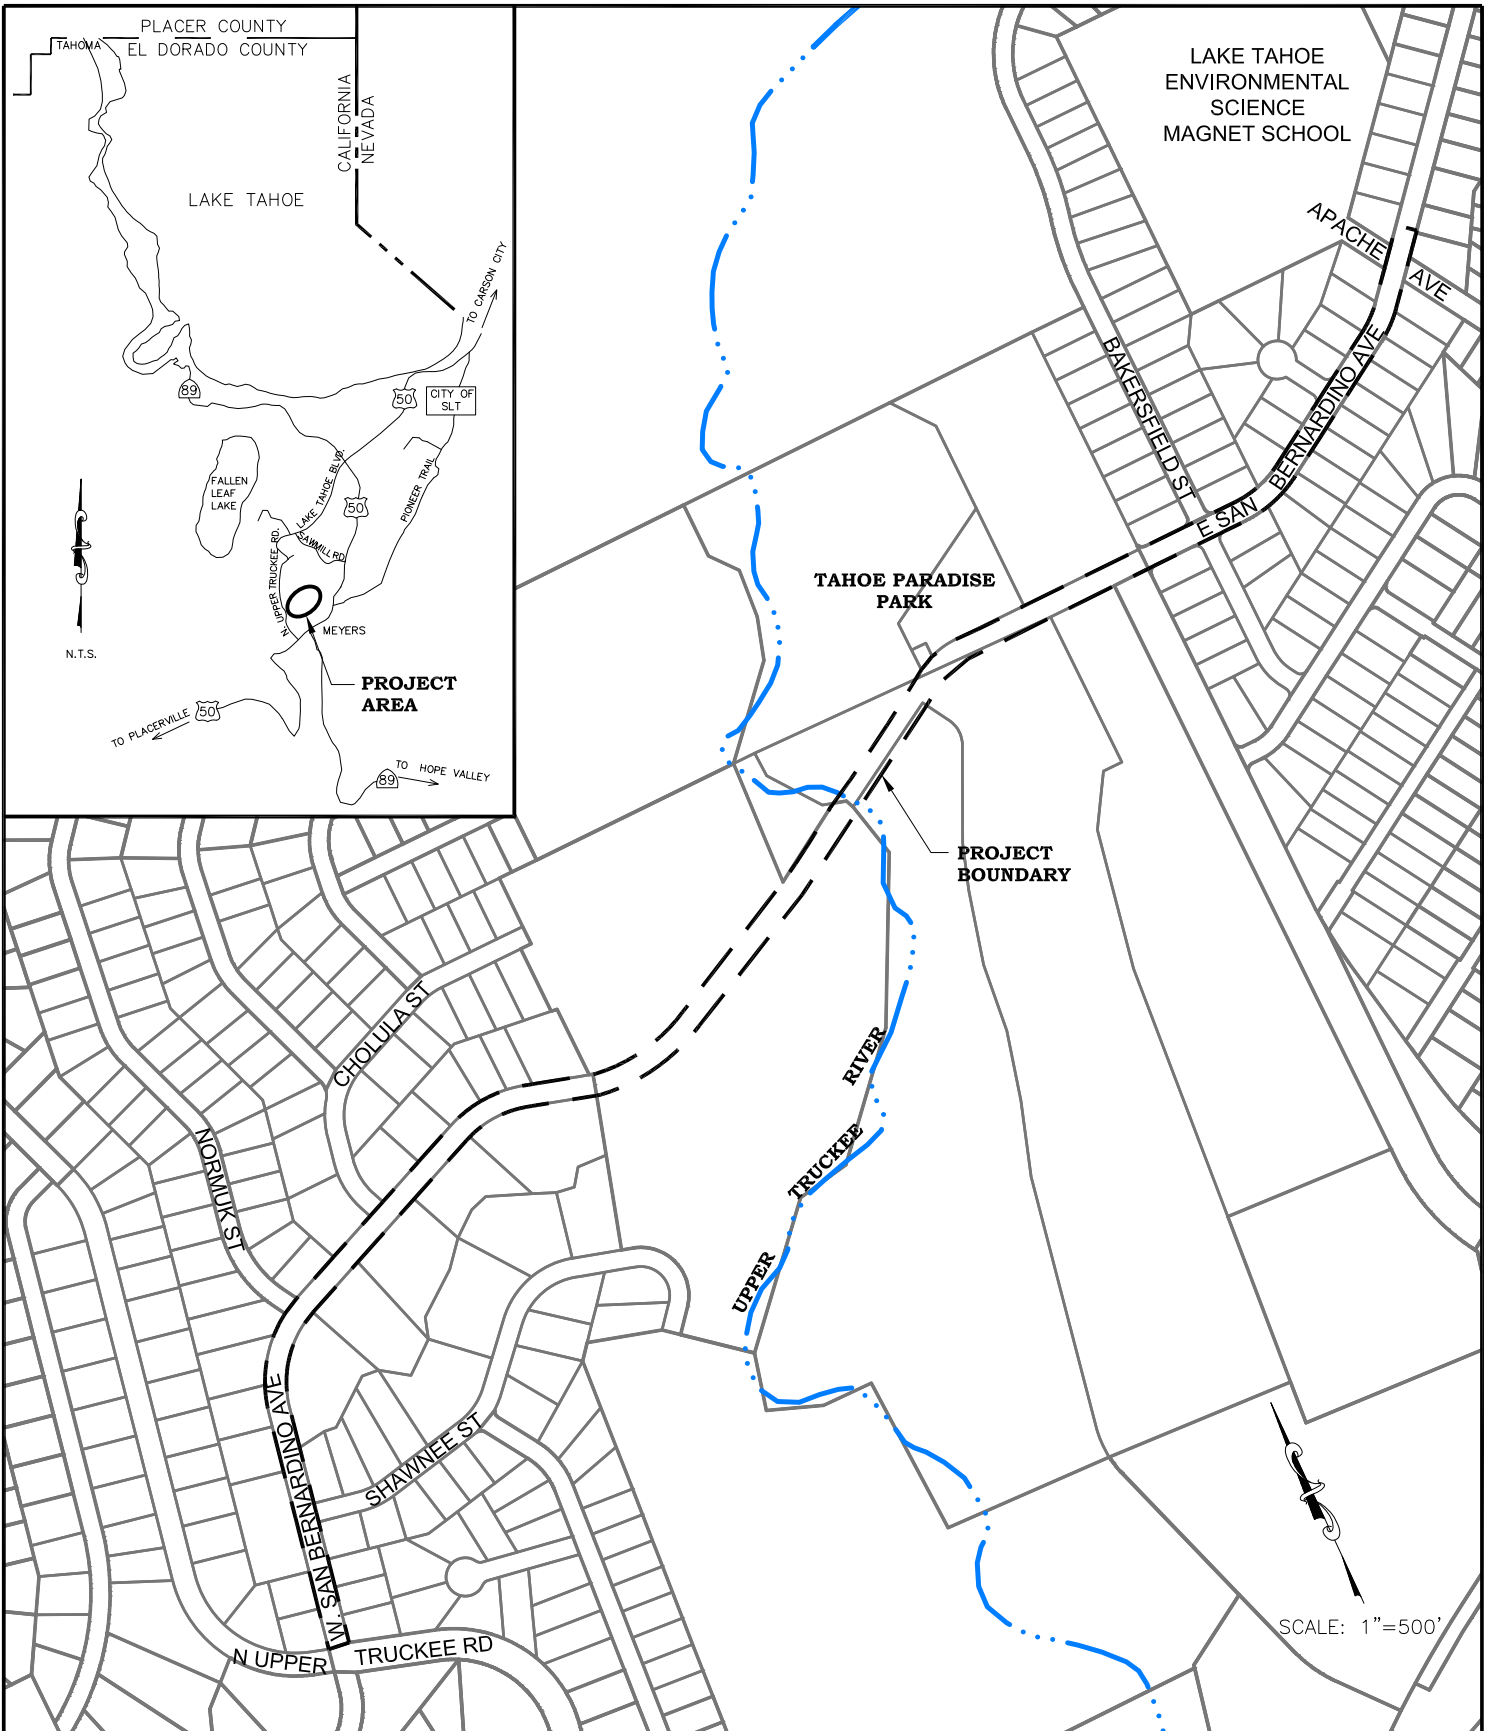 PLACER COUNTY
EL DORADO COUNTY
TAHOMA
CALIFORNIA
NEVADA
LAKE TAHOE
TO CARSON CITY
89
50
CITY OF
SLT
FALLEN
LEAF
LAKE
LAKE TAHOE BLVD.
PIONEER TRAIL
50
SAWMILL RD
N. UPPER TRUCKEE RD.
MEYERS
N.T.S.
PROJECT
AREA
TO PLACERVILLE
50
TO HOPE VALLEY
89
LAKE TAHOE
ENVIRONMENTAL
SCIENCE
MAGNET SCHOOL
APACHE
AVE
BAKERSFIELD ST
E SAN
BERNARDINO AVE
TAHOE PARADISE
PARK
PROJECT
BOUNDARY
CHOLULA ST
NORMUK ST
UPPER
TRUCKEE
RIVER
SHAWNEE ST
W. SAN BERNARDINO AVE
N UPPER
TRUCKEE RD
SCALE: 1"=500'